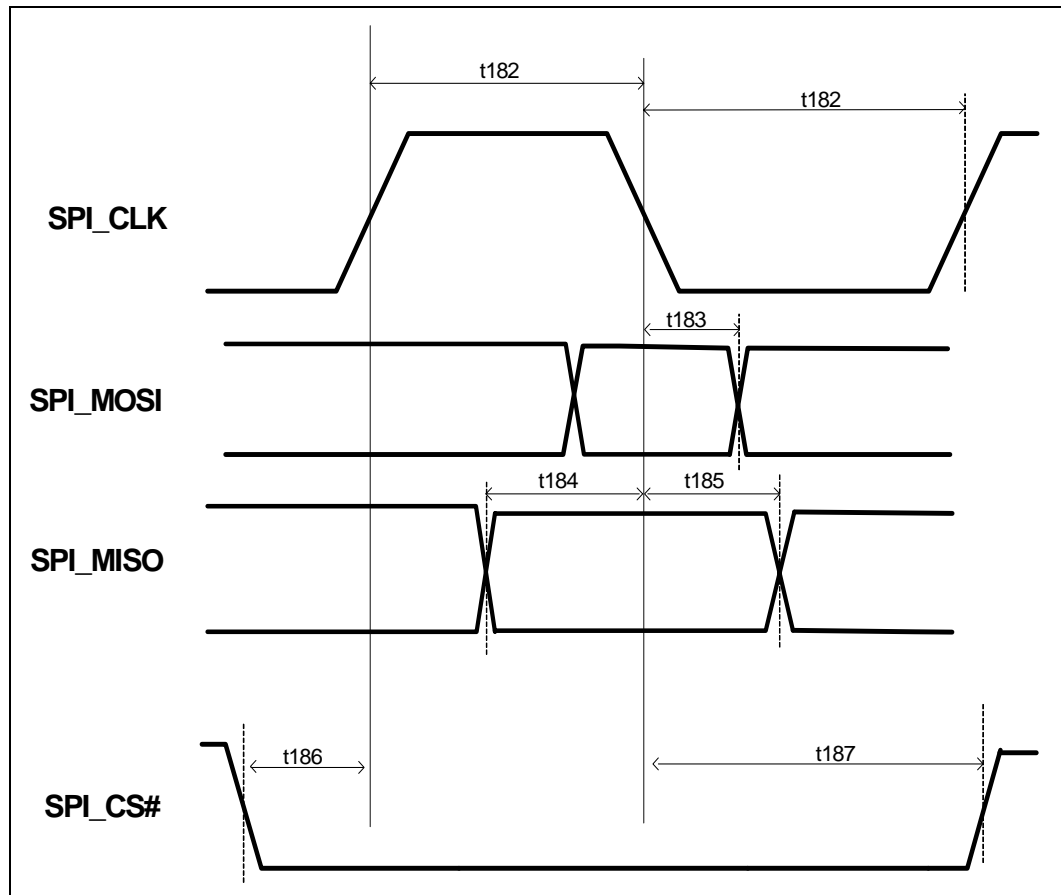 t182
t182
SPI_CLK
t183
SPI_MOSI
t184
t185
SPI_MISO
t186
t187
SPI_CS#